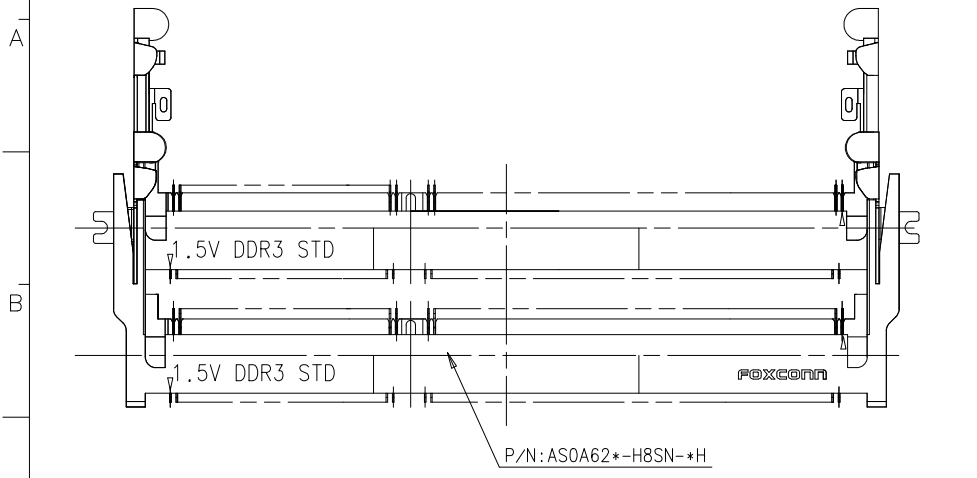 A
1.5V DDR3 STD
B
1.5V DDR3 STD
FOXCONN
P/N:AS0A62*-H8SN-*H